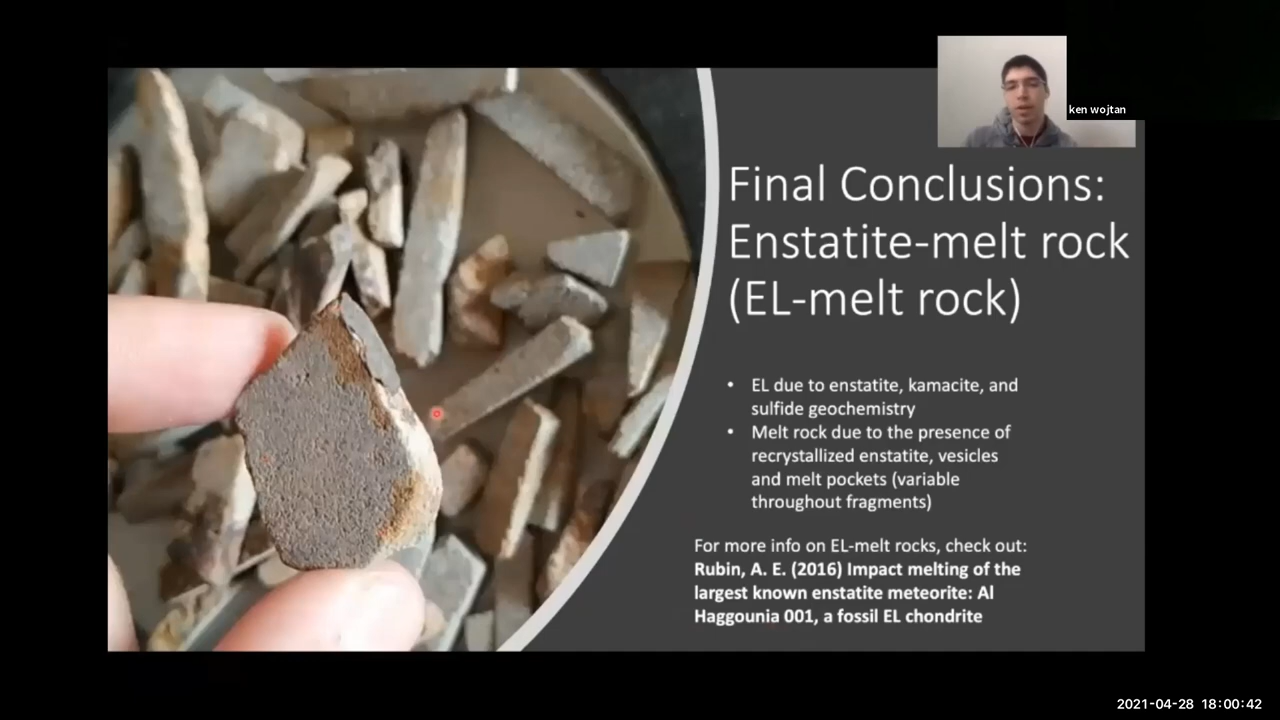 ken wojtan
Final Conclusions:
Enstatite-melt rock
(EL-melt rock)
• EL due to enstatite, kamacite, and
sulfide geochemistry
• Melt rock due to the presence of
recrystallized enstatite, vesicles
and melt pockets (variable
throughout fragments)
For more info on EL-melt rocks, check out:
Rubin, A. E. (2016) Impact melting of the
largest known enstatite meteorite: Al
Haggounia 001, a fossil EL chondrite
2021-04-28 18:00:42